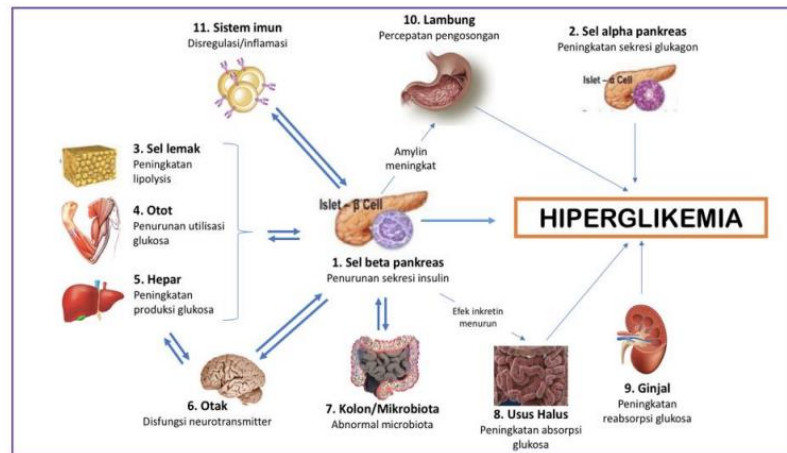 11. Sistem imun
Disregulasi/inflamasi
10. Lambung
Percepatan pengosongan
2. Sel alpha pankreas
Peningkatan sekresi glukagon
Islet – α Cell
3. Sel lemak
Peningkatan
lipolysis
4. Otot
Penurunan utilisasi
glukosa
5. Hepar
Peningkatan
produksi glukosa
Amylin
meningkat
Islet – β Cell
1. Sel beta pankreas
Penurunan sekresi insulin
HIPERGLIKEMIA
Efek inkretin
menurun
6. Otak
Disfungsi neurotransmitter
7. Kolon/Mikrobiota
Abnormal microbiota
8. Usus Halus
Peningkatan absorpsi
glukosa
9. Ginjal
Peningkatan
reabsorpsi glukosa